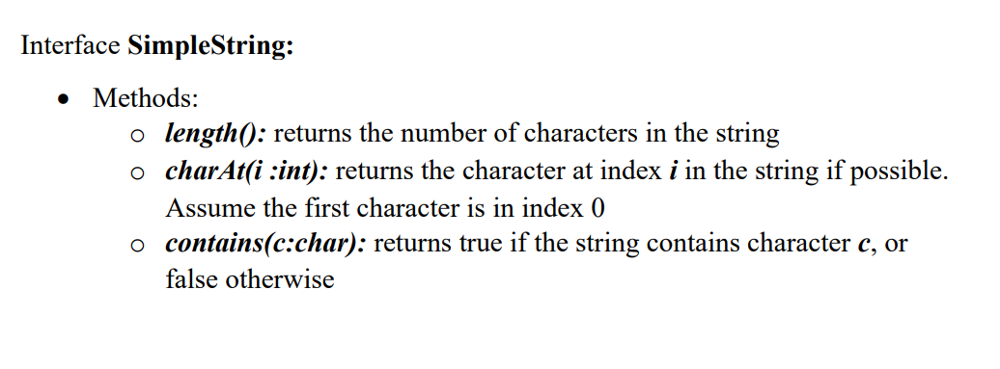 Interface SimpleString:
• Methods:
o length(): returns the number of characters in the string
o charAt(i :int): returns the character at index i in the string if possible.
Assume the first character is in index 0
o contains(c:char): returns true if the string contains character c, or
false otherwise